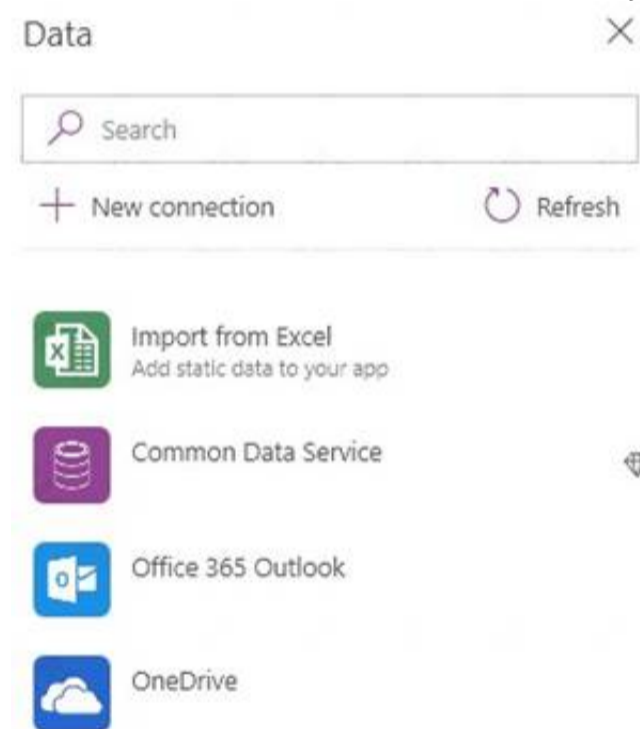 Data
Search
New connection
Refresh
Import from Excel
Add static data to your app
Common Data Service
Office 365 Outlook
OneDrive